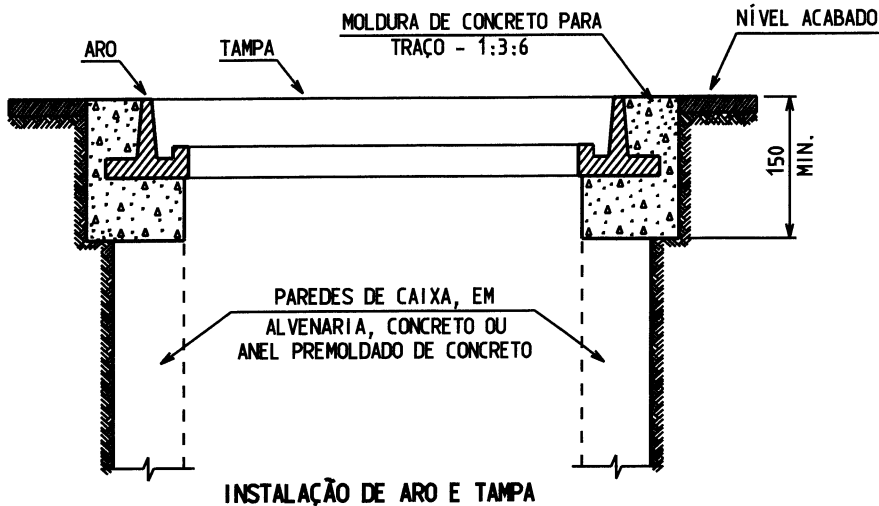 MOLDURA DE CONCRETO PARA
TRAÇO - 1:3:6
NÍVEL ACABADO
ARO
TAMPA
150
MIN.
PAREDES DE CAIXA, EM
ALVENARIA, CONCRETO OU
ANEL PREMOLDADO DE CONCRETO
INSTALAÇÃO DE ARO E TAMPA